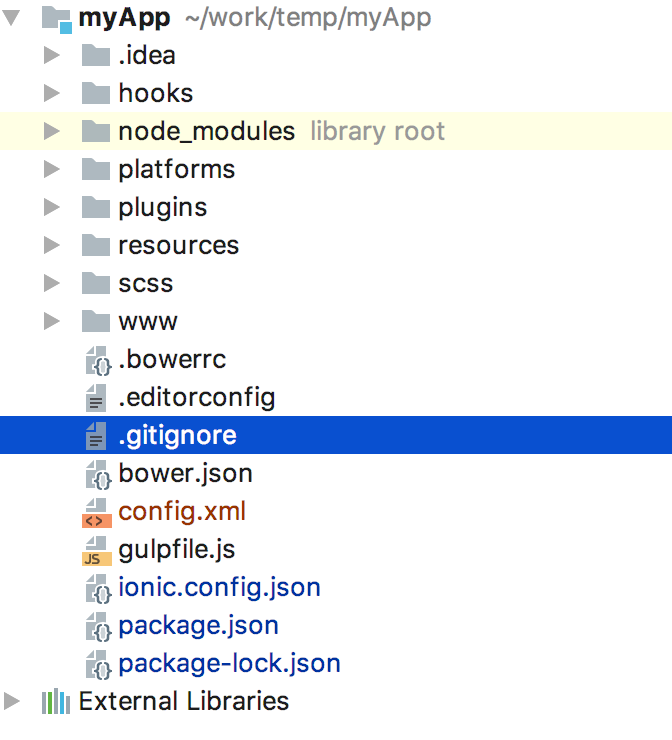 myApp ~/work/temp/myApp
.idea
hooks
node_modules library root
platforms
plugins
resources
scss
www
.bowerrc
.editorconfig
.gitignore
bower.json
config.xml
gulpfile.js
ionic.config.json
package.json
package-lock.json
External Libraries